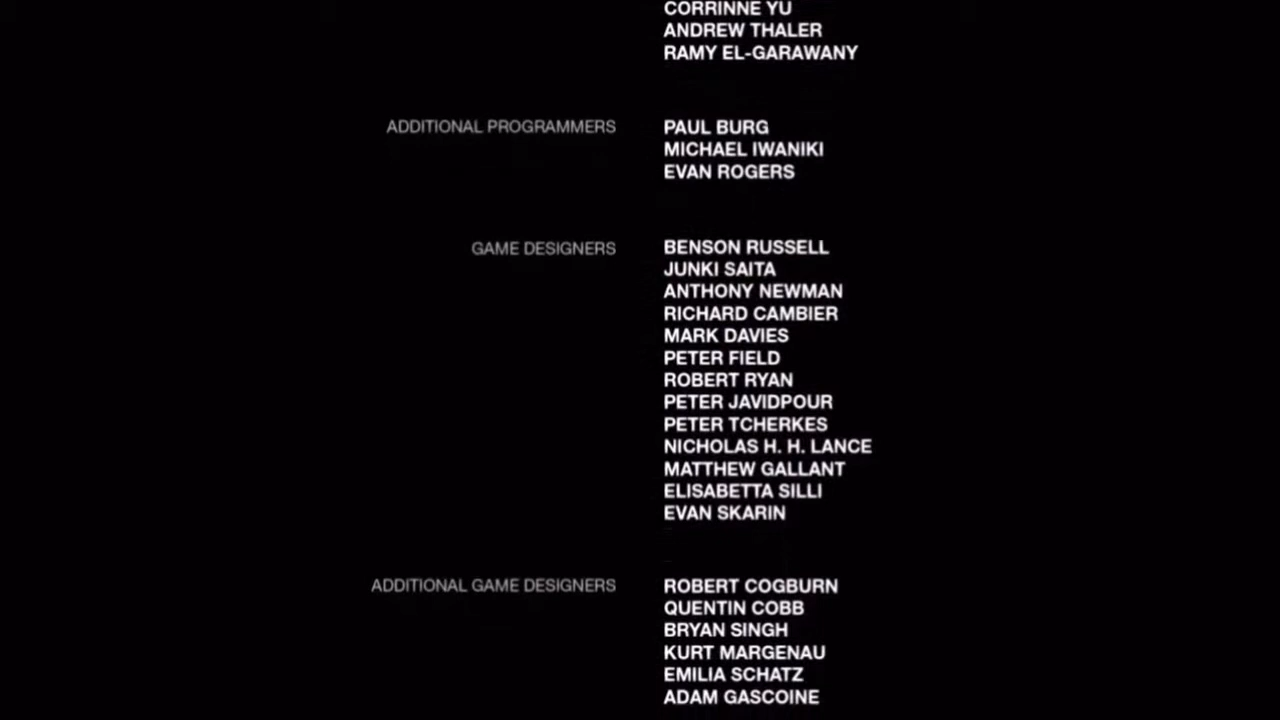 CORRINNE YU
ANDREW THALER
RAMY EL-GARAWANY
ADDITIONAL PROGRAMMERS PAUL BURG
MICHAEL IWANIKI
EVAN ROGERS
GAME DESIGNERS BENSON RUSSELL
JUNKI SAITA
ANTHONY NEWMAN
RICHARD CAMBIER
MARK DAVIES
PETER FIELD
ROBERT RYAN
PETER JAVIDPOUR
PETER TCHERKES
NICHOLAS H. H. LANCE
MATTHEW GALLANT
ELISABETTA SILLI
EVAN SKARIN
ADDITIONAL GAME DESIGNERS ROBERT COGBURN
QUENTIN COBB
BRYAN SINGH
KURT MARGENAU
EMILIA SCHATZ
ADAM GASCOINE